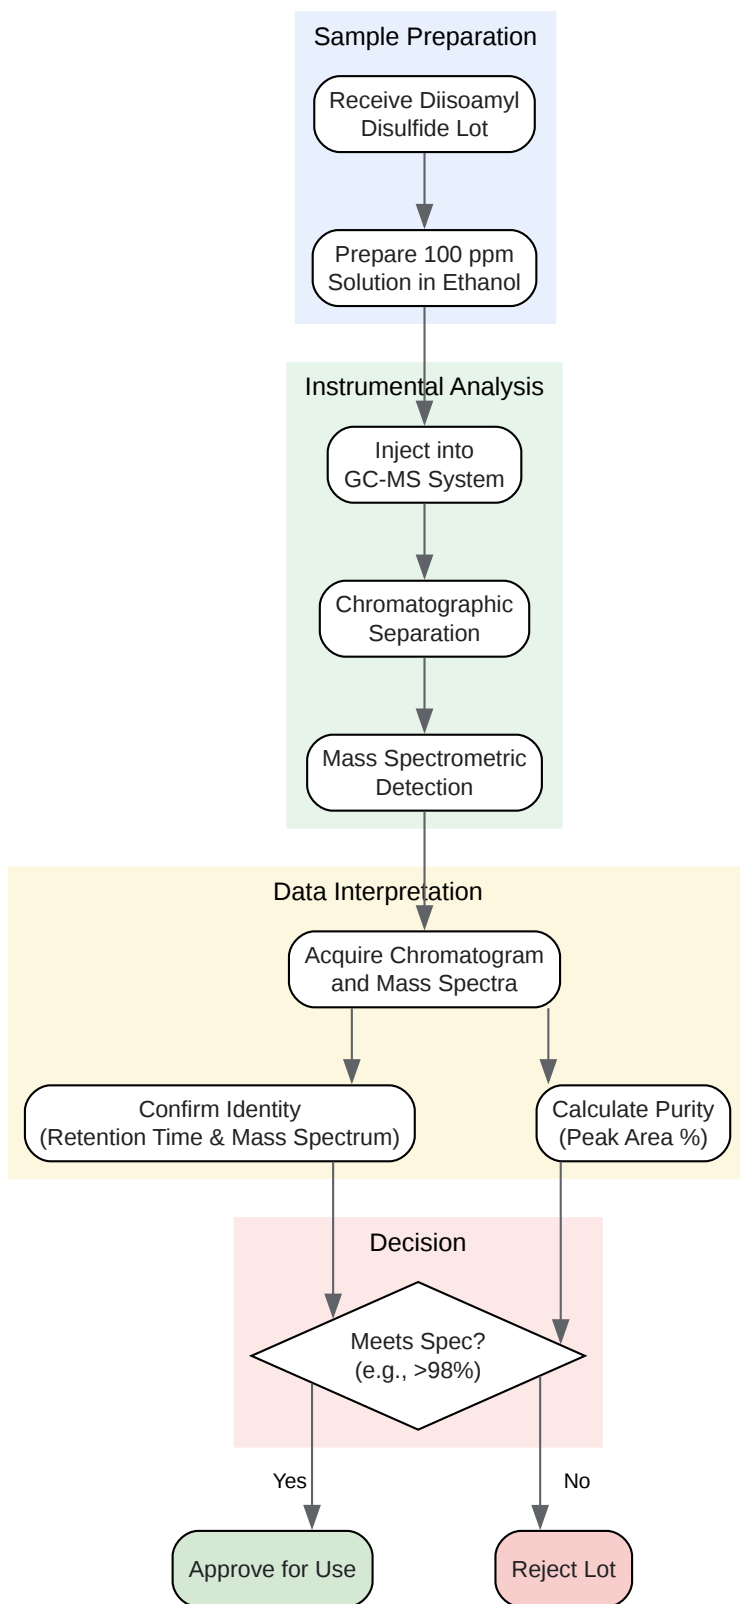 Sample Preparation
Receive Diisoamyl
Disulfide Lot
Prepare 100 ppm
Solution in Ethanol
Instrumental Analysis
Inject into
GC-MS System
Chromatographic
Separation
Mass Spectrometric
Detection
Data Interpretation
Acquire Chromatogram
and Mass Spectra
Confirm Identity
(Retention Time & Mass Spectrum)
Calculate Purity
(Peak Area %)
Decision
Meets Spec?
(e.g., >98%)
Yes
No
Approve for Use
Reject Lot